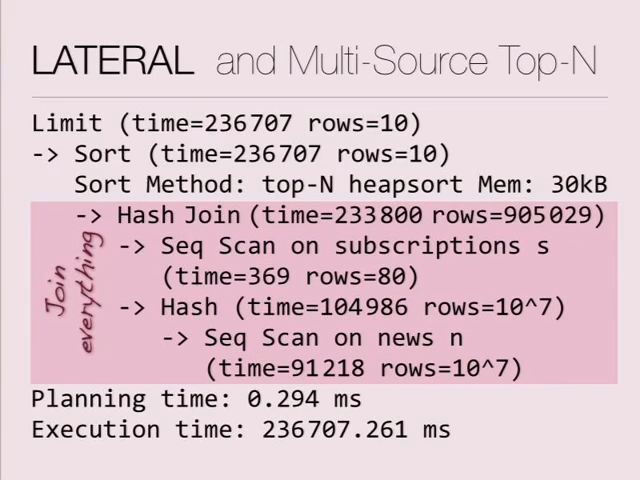 LATERAL and Multi-Source Top-N
Limit (time=236707 rows=10)
-> Sort (time=236707 rows=10)
Sort Method: top-N heapsort Mem: 30kB
-> Hash Join (time=233800 rows=905029)
-> Seq Scan on subscriptions s
(time=369 rows=80)
-> Hash (time=104986 rows=10^7)
-> Seq Scan on news n
(time=91218 rows=10^7)
Join
everything
Planning time: 0.294 ms
Execution time: 236707.261 ms